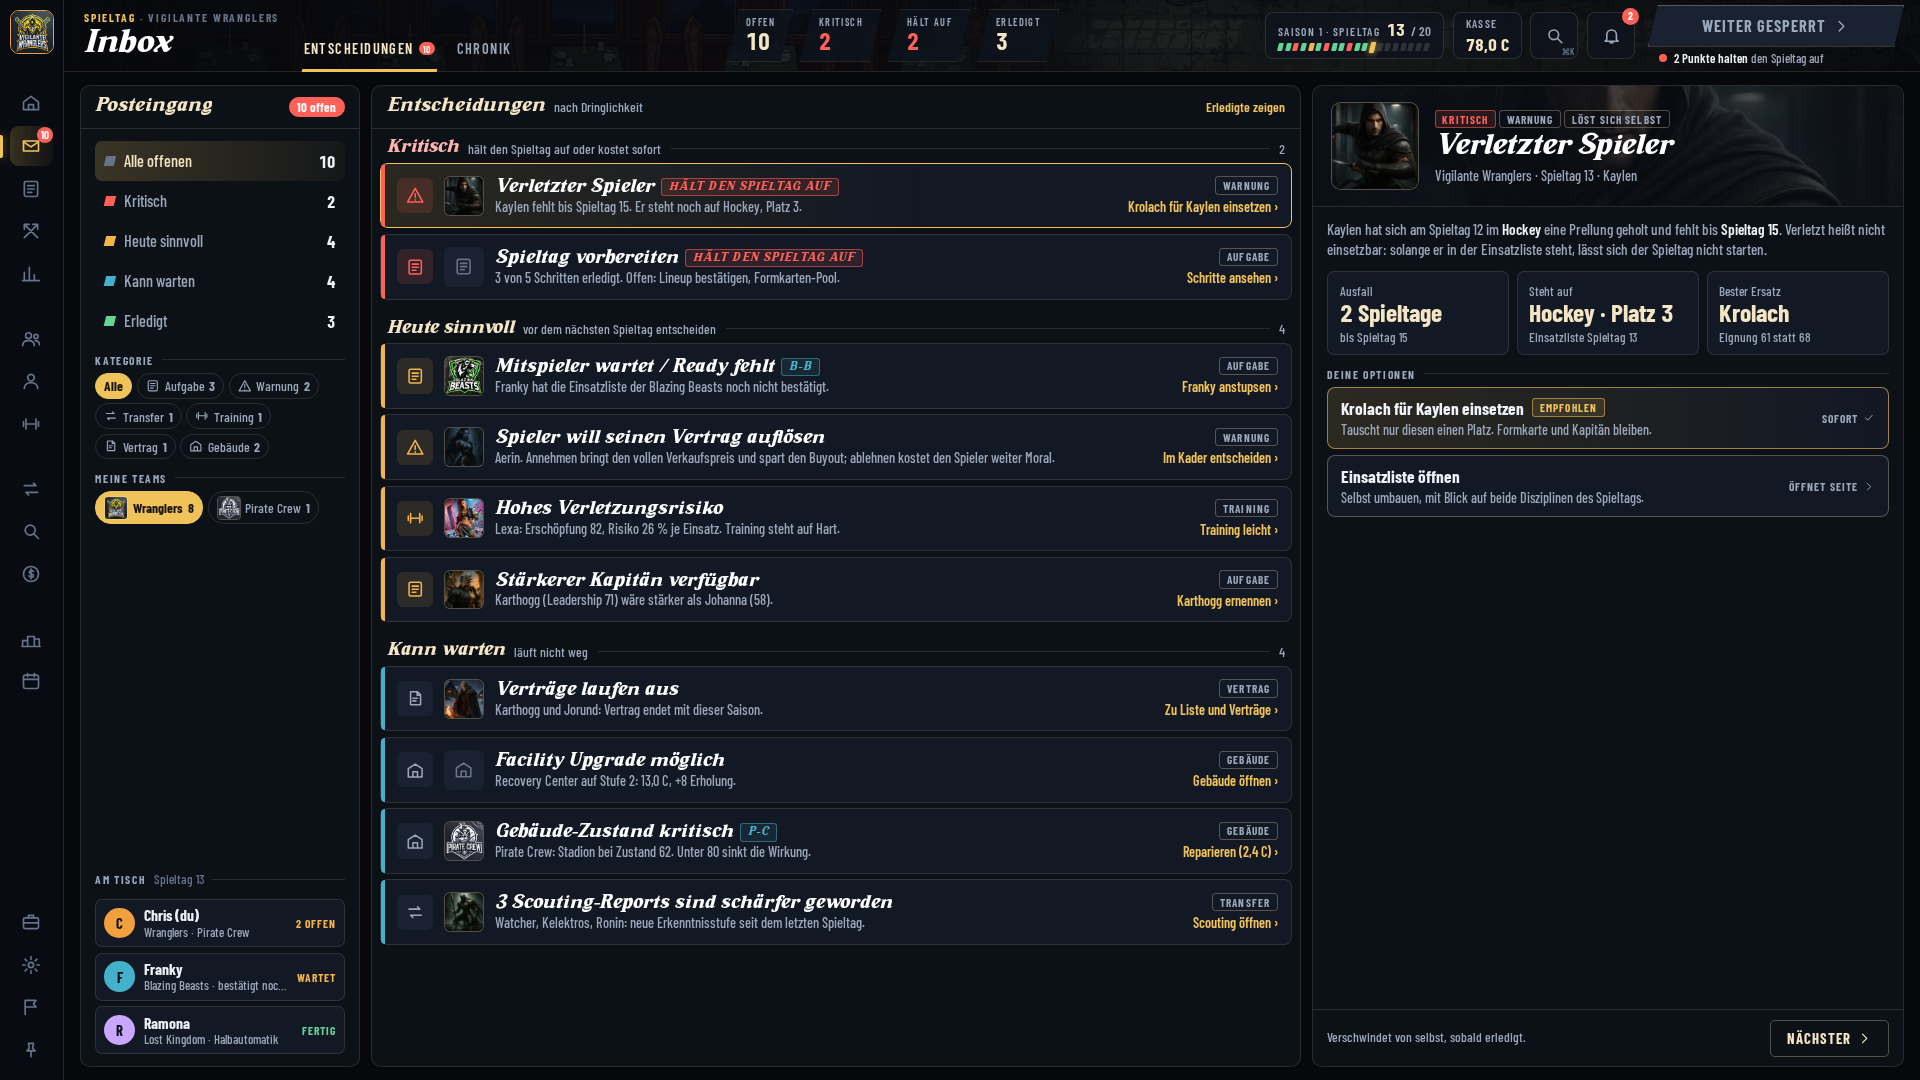 SPIELTAG · VIGILANTE WRANGLERS
Inbox
ENTSCHEIDUNGEN 10
CHRONIK
OFFEN
10
KRITISCH
2
HÄLT AUF
2
ERLEDIGT
3
SAISON 1 · SPIELTAG 13 / 20
KASSE
78,0 C
⌘K
2
WEITER GESPERRT
2 Punkte halten den Spieltag auf
10
Posteingang
10 offen
Alle offenen 10
Kritisch 2
Heute sinnvoll 4
Kann warten 4
Erledigt 3
KATEGORIE
Alle
Aufgabe 3
Warnung 2
Transfer 1
Training 1
Vertrag 1
Gebäude 2
MEINE TEAMS
Wranglers 8
Pirate Crew 1
AM TISCH Spieltag 13
C
Chris (du)
Wranglers · Pirate Crew
2 OFFEN
F
Franky
Blazing Beasts · bestätigt noc...
WARTET
R
Ramona
Lost Kingdom · Halbautomatik
FERTIG
Entscheidungen nach Dringlichkeit
Erledigte zeigen
Kritisch hält den Spieltag auf oder kostet sofort 2
Verletzter Spieler HÄLT DEN SPIELTAG AUF
WARNUNG
Kaylen fehlt bis Spieltag 15. Er steht noch auf Hockey, Platz 3.
Krolach für Kaylen einsetzen ›
Spieltag vorbereiten HÄLT DEN SPIELTAG AUF
AUFGABE
3 von 5 Schritten erledigt. Offen: Lineup bestätigen, Formkarten-Pool.
Schritte ansehen ›
Heute sinnvoll vor dem nächsten Spieltag entscheiden 4
Mitspieler wartet / Ready fehlt B-B
AUFGABE
Franky hat die Einsatzliste der Blazing Beasts noch nicht bestätigt.
Franky anstupsen ›
Spieler will seinen Vertrag auflösen
WARNUNG
Aerin. Annehmen bringt den vollen Verkaufspreis und spart den Buyout; ablehnen kostet den Spieler weiter Moral.
Im Kader entscheiden ›
Hohes Verletzungsrisiko
TRAINING
Lexa: Erschöpfung 82, Risiko 26 % je Einsatz. Training steht auf Hart.
Training leicht ›
Stärkerer Kapitän verfügbar
AUFGABE
Karthogg (Leadership 71) wäre stärker als Johanna (58).
Karthogg ernennen ›
Kann warten läuft nicht weg 4
Verträge laufen aus
VERTRAG
Karthogg und Jorund: Vertrag endet mit dieser Saison.
Zu Liste und Verträge ›
Facility Upgrade möglich
GEBÄUDE
Recovery Center auf Stufe 2: 13,0 C, +8 Erholung.
Gebäude öffnen ›
Gebäude-Zustand kritisch P-C
GEBÄUDE
Pirate Crew: Stadion bei Zustand 62. Unter 80 sinkt die Wirkung.
Reparieren (2,4 C) ›
3 Scouting-Reports sind schärfer geworden
TRANSFER
Watcher, Kelektros, Ronin: neue Erkenntnisstufe seit dem letzten Spieltag.
Scouting öffnen ›
KRITISCH WARNUNG LÖST SICH SELBST
Verletzter Spieler
Vigilante Wranglers · Spieltag 13 · Kaylen
Kaylen hat sich am Spieltag 12 im Hockey eine Prellung geholt und fehlt bis Spieltag 15. Verletzt heißt nicht
einsetzbar: solange er in der Einsatzliste steht, lässt sich der Spieltag nicht starten.
Ausfall
2 Spieltage
bis Spieltag 15
Steht auf
Hockey · Platz 3
Einsatzliste Spieltag 13
Bester Ersatz
Krolach
Eignung 61 statt 68
DEINE OPTIONEN
Krolach für Kaylen einsetzen EMPFOHLEN
Tauscht nur diesen einen Platz. Formkarte und Kapitän bleiben.
SOFORT
Einsatzliste öffnen
Selbst umbauen, mit Blick auf beide Disziplinen des Spieltags.
ÖFFNET SEITE
Verschwindet von selbst, sobald erledigt.
NÄCHSTER